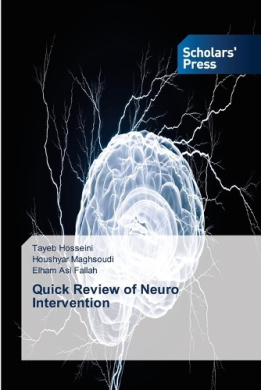 Scholars'
Press
Tayeb Hosseini
Houshyar Maghsoudi
Elham Asl Fallah
Quick Review of Neuro
Intervention